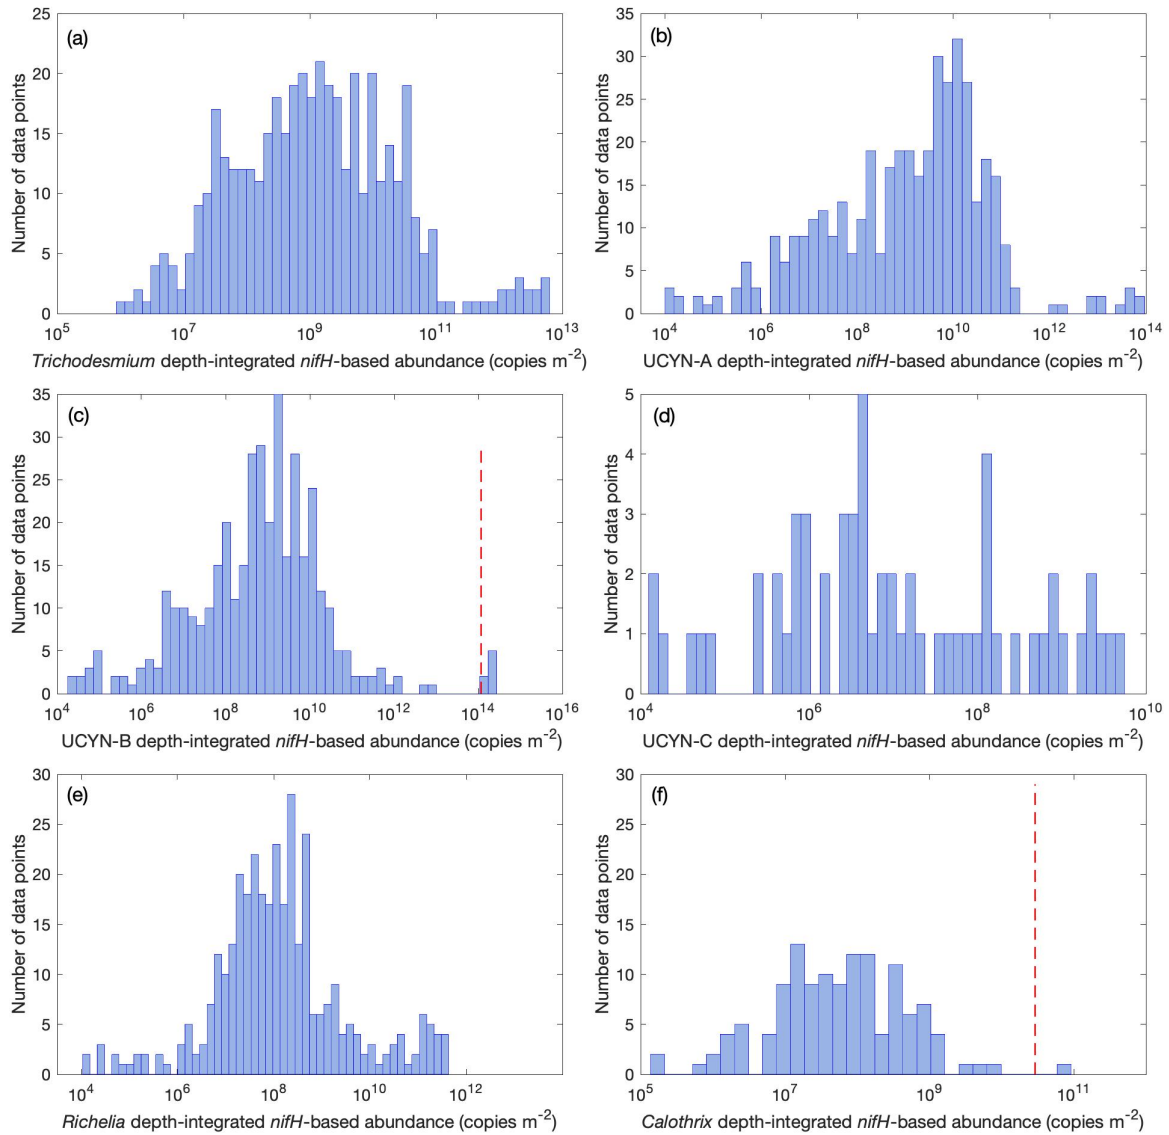 (a)
Number of data points
25
20
15
10
5
0
10^5 10^7 10^9 10^11 10^13
Trichodesmium depth-integrated nifH-based abundance (copies m^-2)
(b)
Number of data points
35
30
25
20
15
10
5
0
10^4 10^6 10^8 10^10 10^12 10^14
UCYN-A depth-integrated nifH-based abundance (copies m^-2)
(c)
Number of data points
35
30
25
20
15
10
5
0
10^4 10^6 10^8 10^10 10^12 10^14 10^16
UCYN-B depth-integrated nifH-based abundance (copies m^-2)
(d)
Number of data points
5
4
3
2
1
0
10^4 10^6 10^8 10^10
UCYN-C depth-integrated nifH-based abundance (copies m^-2)
(e)
Number of data points
30
25
20
15
10
5
0
10^4 10^6 10^8 10^10 10^12
Richelia depth-integrated nifH-based abundance (copies m^-2)
(f)
Number of data points
30
25
20
15
10
5
0
10^5 10^7 10^9 10^11
Calothrix depth-integrated nifH-based abundance (copies m^-2)